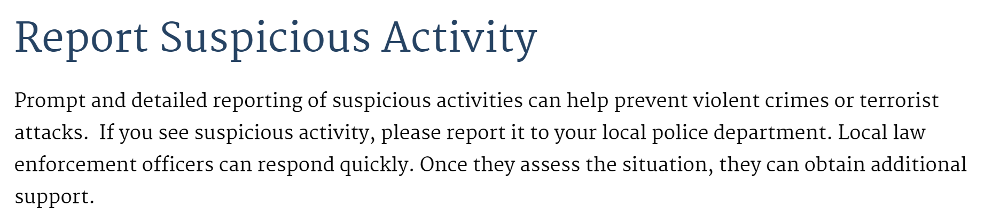 Report Suspicious Activity
Prompt and detailed reporting of suspicious activities can help prevent violent crimes or terrorist
attacks.  If you see suspicious activity, please report it to your local police department. Local law
enforcement officers can respond quickly. Once they assess the situation, they can obtain additional
support.